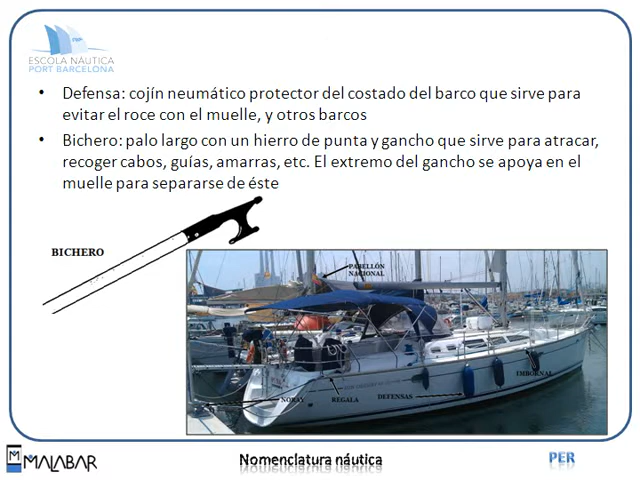 ESCOLA NÁUTICA
PORT BARCELONA
• Defensa: cojín neumático protector del costado del barco que sirve para
evitar el roce con el muelle, y otros barcos
• Bichero: palo largo con un hierro de punta y gancho que sirve para atracar,
recoger cabos, guías, amarras, etc. El extremo del gancho se apoya en el
muelle para separarse de éste
BICHERO
PABELLÓN
NACIONAL
IMBORNAL
NORAY
REGALA
DEFENSAS
MALABAR
Nomenclatura náutica
PER